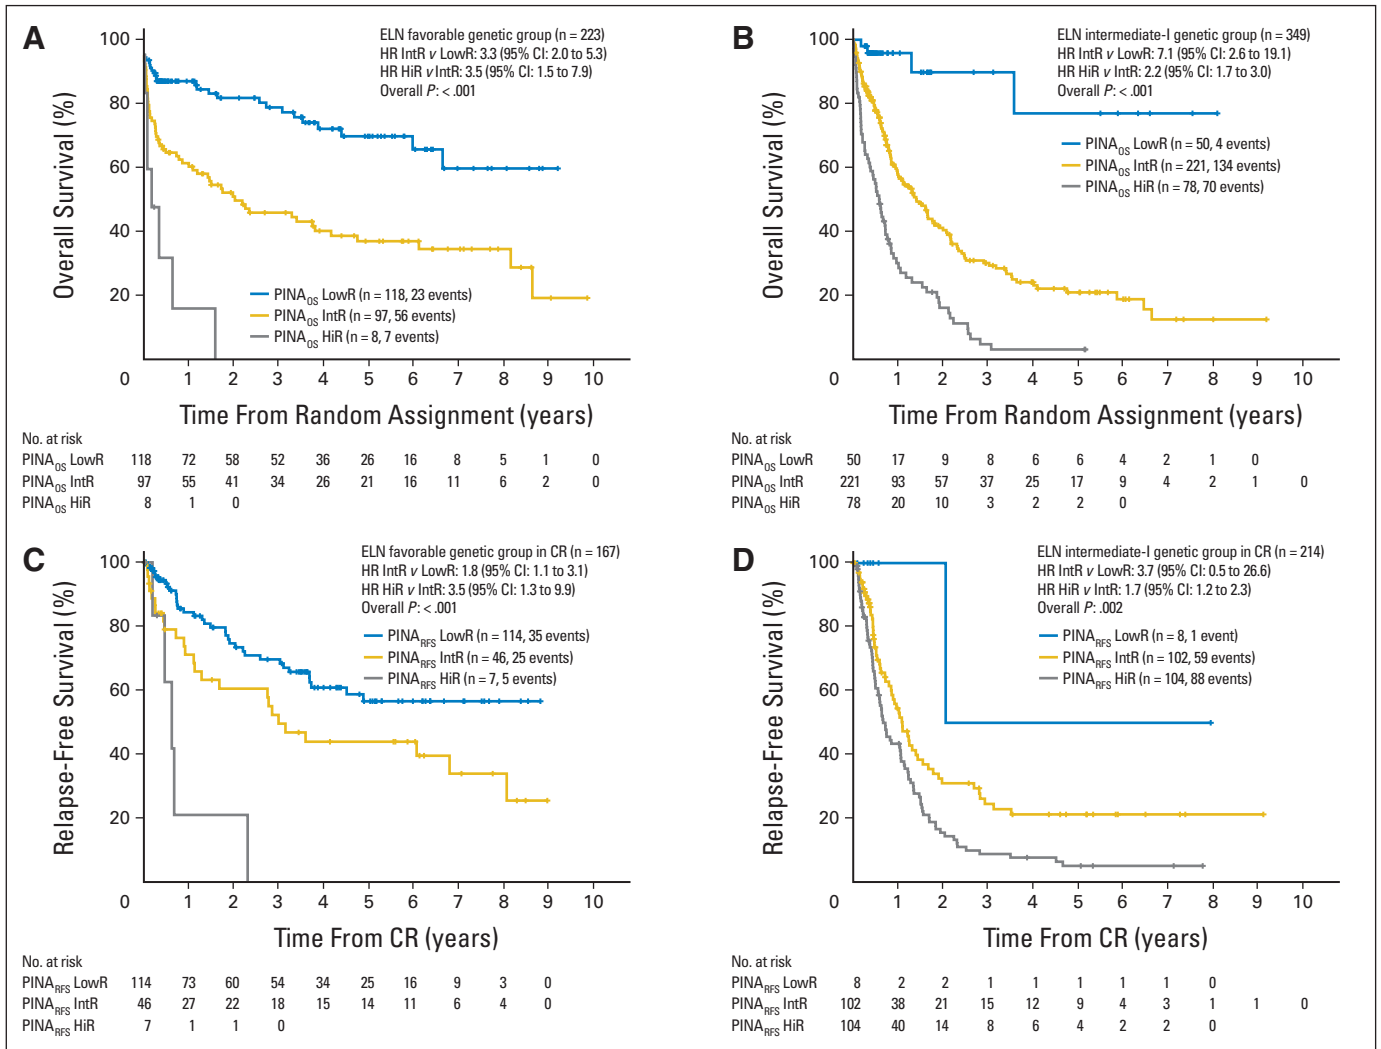 A
ELN favorable genetic group (n = 223)
HR IntR v LowR: 3.3 (95% CI: 2.0 to 5.3)
HR HiR v IntR: 3.5 (95% CI: 1.5 to 7.9)
Overall P: < .001
Overall Survival (%)
100
80
60
40
20
PINAOS LowR (n = 118, 23 events)
PINAOS IntR (n = 97, 56 events)
PINAOS HiR (n = 8, 7 events)
0 1 2 3 4 5 6 7 8 9 10
Time From Random Assignment (years)
No. at risk
PINAOS LowR 118 72 58 52 36 26 16 8 5 1 0
PINAOS IntR 97 55 41 34 26 21 16 11 6 2 0
PINAOS HiR 8 1 0
B
ELN intermediate-I genetic group (n = 349)
HR IntR v LowR: 7.1 (95% CI: 2.6 to 19.1)
HR HiR v IntR: 2.2 (95% CI: 1.7 to 3.0)
Overall P: < .001
Overall Survival (%)
100
80
60
40
20
PINAOS LowR (n = 50, 4 events)
PINAOS IntR (n = 221, 134 events)
PINAOS HiR (n = 78, 70 events)
0 1 2 3 4 5 6 7 8 9 10
Time From Random Assignment (years)
No. at risk
PINAOS LowR 50 17 9 8 6 6 4 2 1 0
PINAOS IntR 221 93 57 37 25 17 9 4 2 1 0
PINAOS HiR 78 20 10 3 2 2 0
C
ELN favorable genetic group in CR (n = 167)
HR IntR v LowR: 1.8 (95% CI: 1.1 to 3.1)
HR HiR v IntR: 3.5 (95% CI: 1.3 to 9.9)
Overall P: < .001
Relapse-Free Survival (%)
100
80
60
40
20
PINARFS LowR (n = 114, 35 events)
PINARFS IntR (n = 46, 25 events)
PINARFS HiR (n = 7, 5 events)
0 1 2 3 4 5 6 7 8 9 10
Time From CR (years)
No. at risk
PINARFS LowR 114 73 60 54 34 25 16 9 3 0
PINARFS IntR 46 27 22 18 15 14 11 6 4 0
PINARFS HiR 7 1 1 0
D
ELN intermediate-I genetic group in CR (n = 214)
HR IntR v LowR: 3.7 (95% CI: 0.5 to 26.6)
HR HiR v IntR: 1.7 (95% CI: 1.2 to 2.3)
Overall P: .002
Relapse-Free Survival (%)
100
80
60
40
20
PINARFS LowR (n = 8, 1 event)
PINARFS IntR (n = 102, 59 events)
PINARFS HiR (n = 104, 88 events)
0 1 2 3 4 5 6 7 8 9 10
Time From CR (years)
No. at risk
PINARFS LowR 8 2 2 1 1 1 1 1 0
PINARFS IntR 102 38 21 15 12 9 4 3 1 1 0
PINARFS HiR 104 40 14 8 6 4 2 2 0